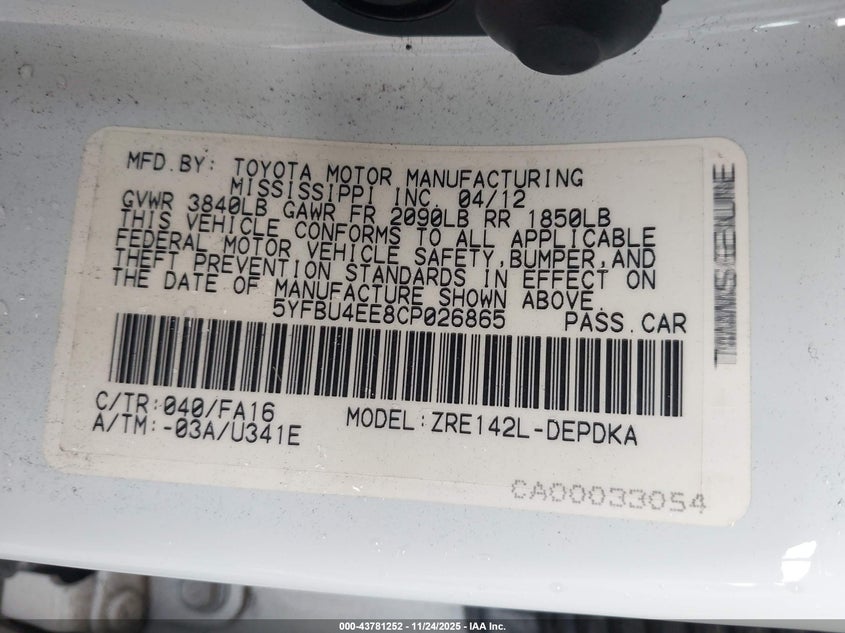 MFD.BY: TOYOTA MOTOR MANUFACTURING
MISSISSIPPI INC. 04/12
GVWR 3840LB GAWR FR 2090LB RR 1850LB
THIS VEHICLE CONFORMS TO ALL APPLICABLE
FEDERAL MOTOR VEHICLE SAFETY,BUMPER,AND
THEFT PREVENTION STANDARDS IN EFFECT ON
THE DATE OF MANUFACTURE SHOWN ABOVE.
5YFBU4EE8CP026865 PASS.CAR
C/TR:040/FA16 MODEL:ZRE142L-DEPDKA
A/TM:-03A/U341E
CA00033054
000-43781252 - 11/24/2025 - IAA Inc.